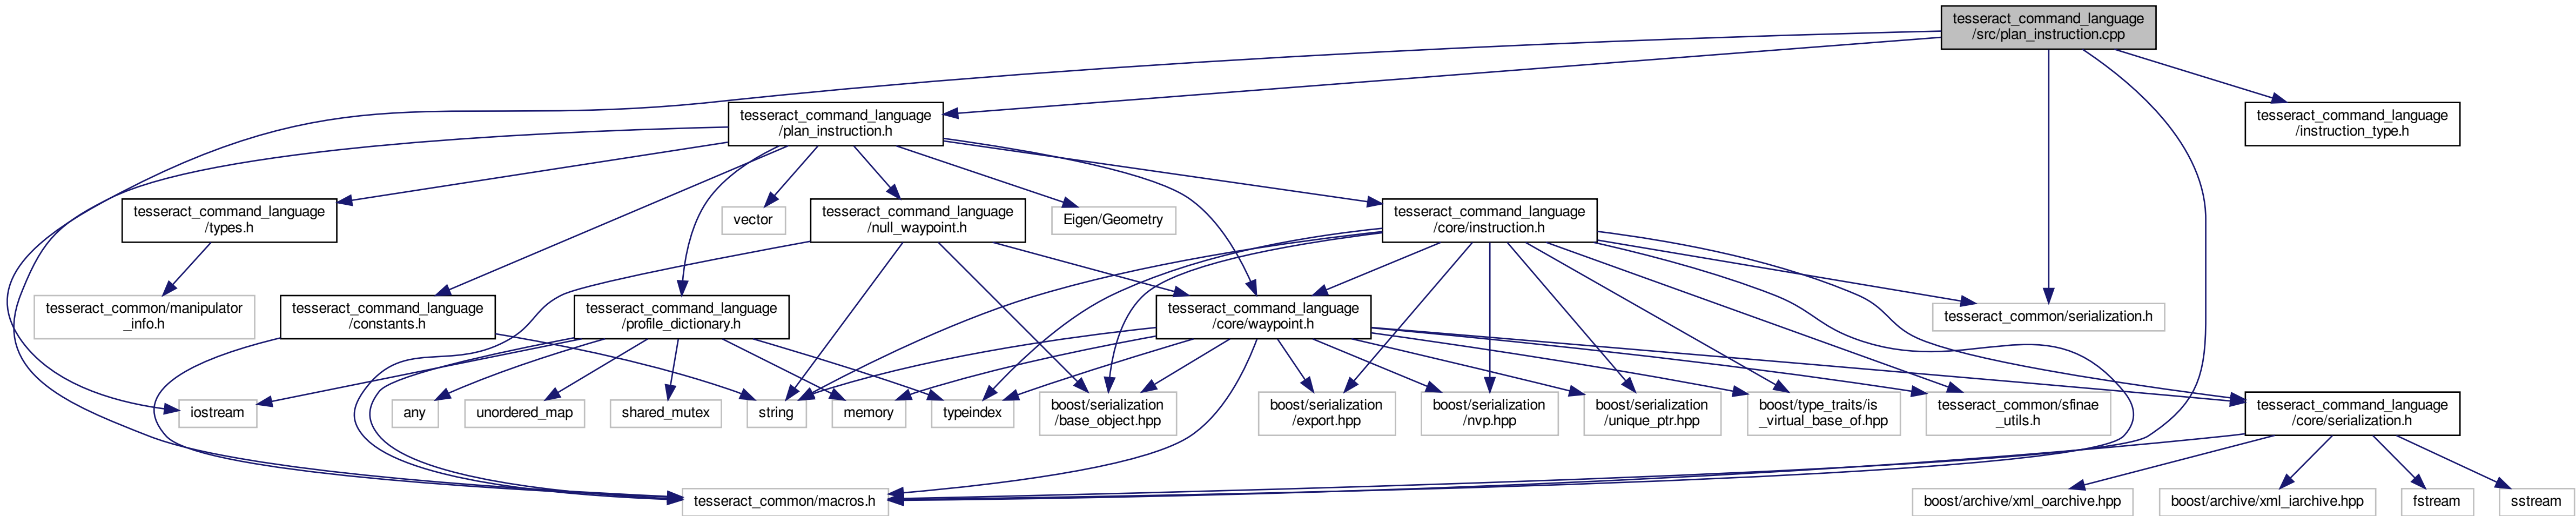 tesseract_command_language
/src/plan_instruction.cpp
tesseract_command_language
/plan_instruction.h
tesseract_command_language
/instruction_type.h
tesseract_command_language
/types.h
vector
tesseract_command_language
/null_waypoint.h
Eigen/Geometry
tesseract_command_language
/core/instruction.h
tesseract_common/manipulator
_info.h
tesseract_command_language
/constants.h
tesseract_command_language
/profile_dictionary.h
tesseract_command_language
/core/waypoint.h
tesseract_common/serialization.h
iostream
any
unordered_map
shared_mutex
string
memory
typeindex
boost/serialization
/base_object.hpp
boost/serialization
/export.hpp
boost/serialization
/nvp.hpp
boost/serialization
/unique_ptr.hpp
boost/type_traits/is
_virtual_base_of.hpp
tesseract_common/sfinae
_utils.h
tesseract_command_language
/core/serialization.h
tesseract_common/macros.h
boost/archive/xml_oarchive.hpp
boost/archive/xml_iarchive.hpp
fstream
sstream